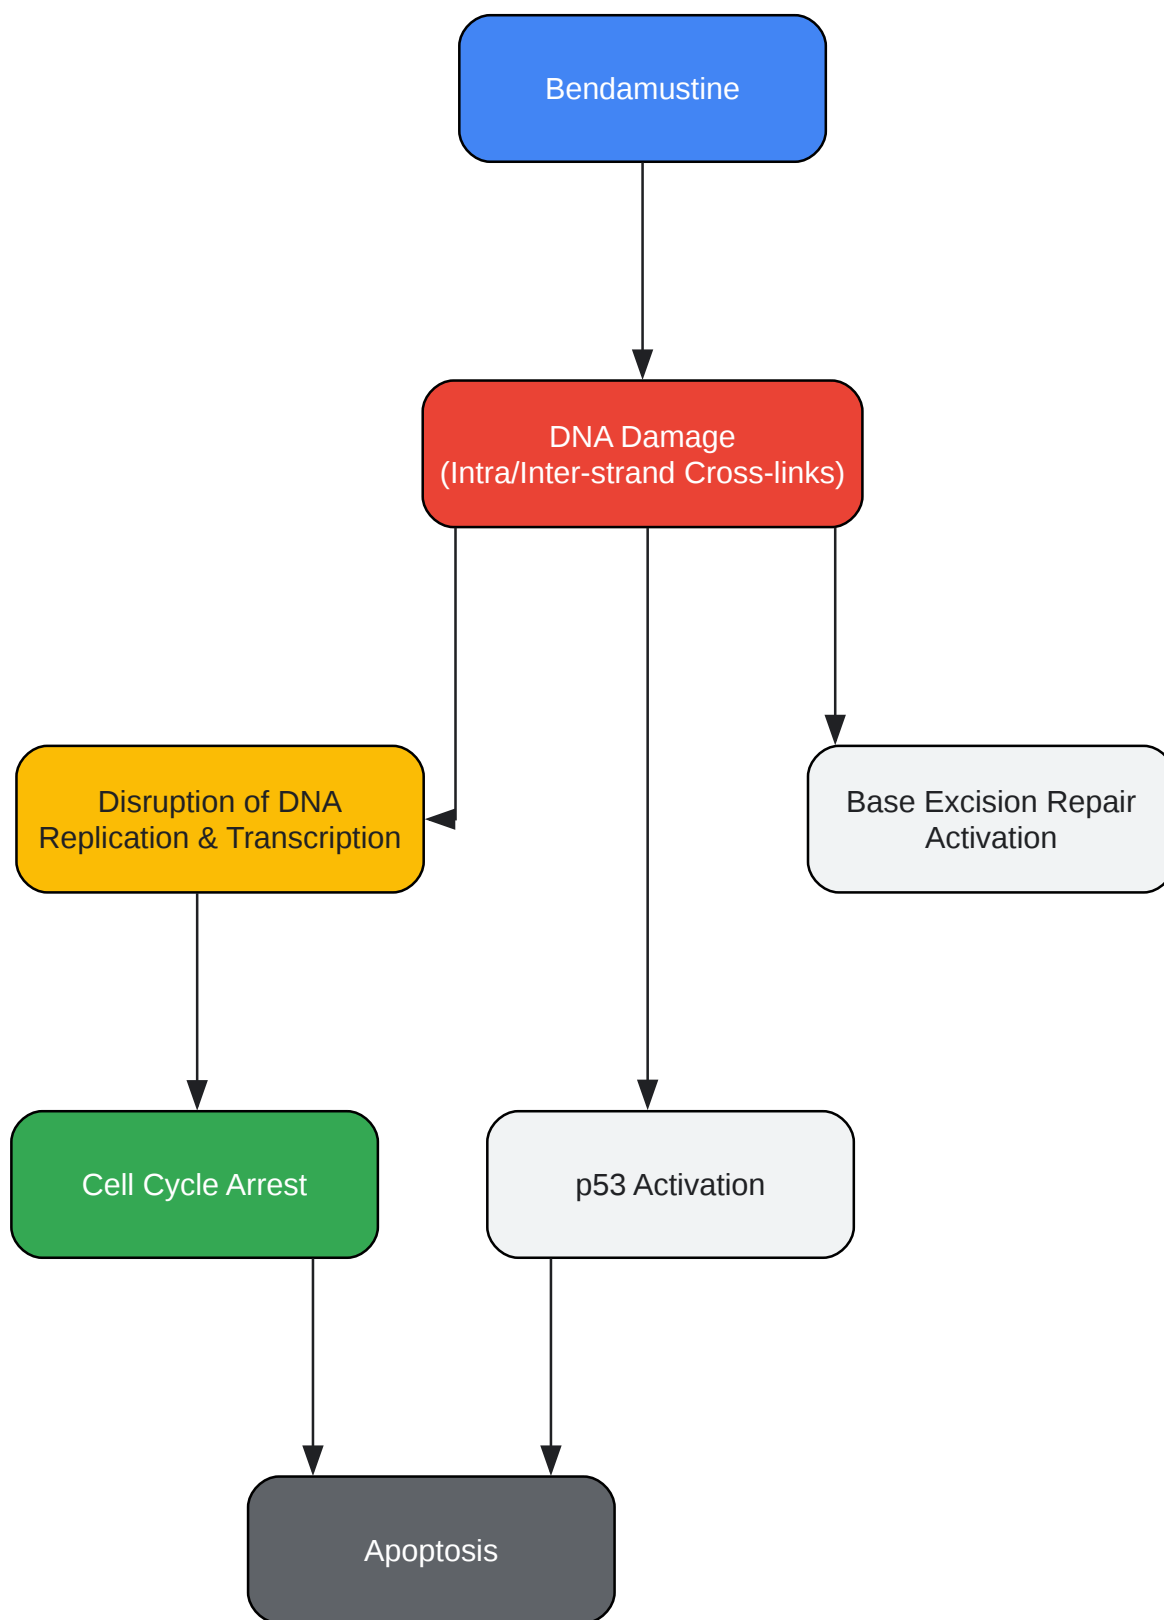 Bendamustine
DNA Damage
(Intra/Inter-strand Cross-links)
Disruption of DNA
Replication & Transcription
Base Excision Repair
Activation
Cell Cycle Arrest
p53 Activation
Apoptosis